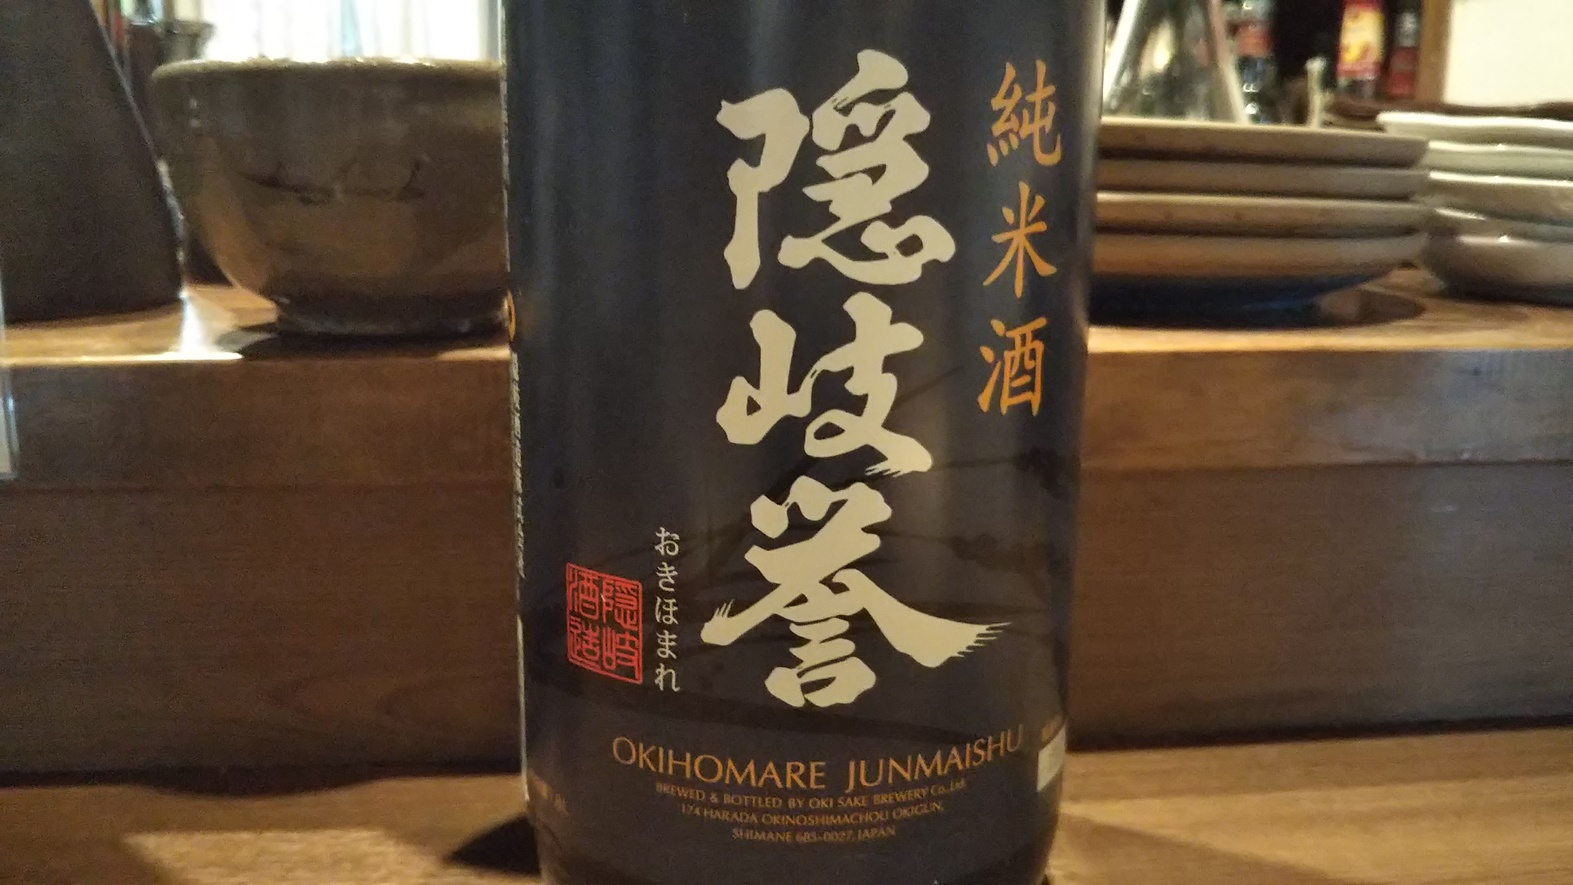 純米酒
隠岐誉
おきほまれ
隠岐
酒造
OKIHOMARE JUNMAISHU
BREWED & BOTTLED BY OKI SAKE BREWERY Co.,Ltd.
174 HARADA OKINOSHIMACHOU OKIGUN,
SHIMANE 685-0027, JAPAN